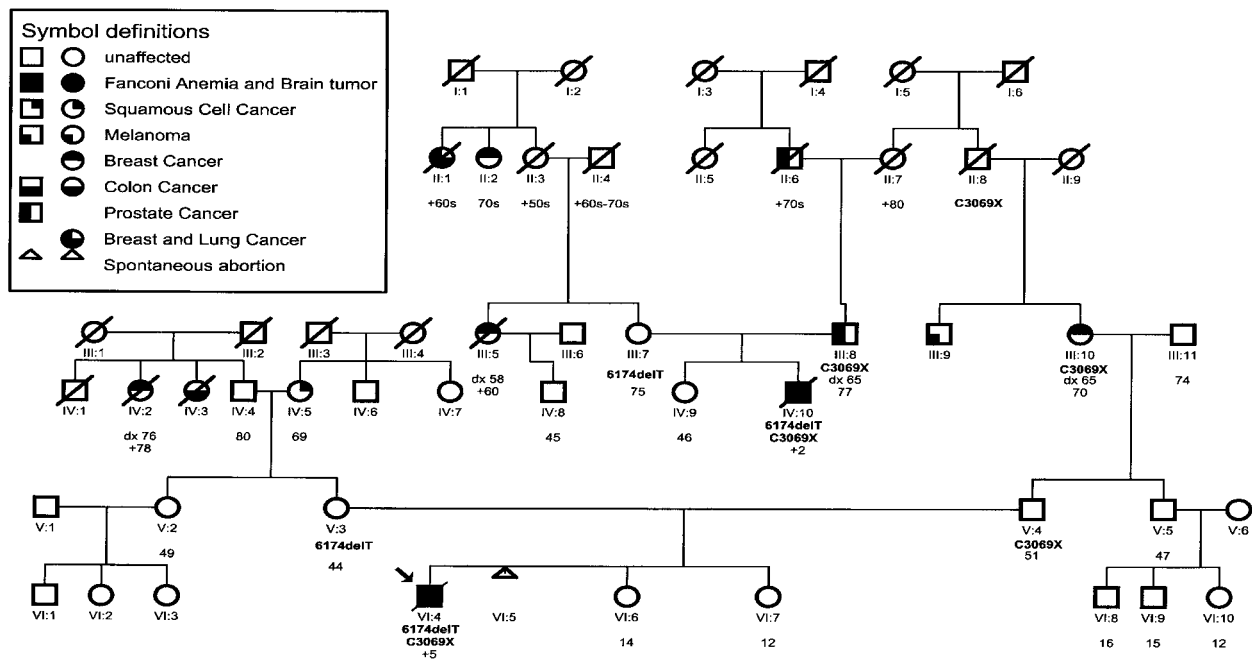 Symbol definitions
unaffected
Fanconi Anemia and Brain tumor
Squamous Cell Cancer
Melanoma
Breast Cancer
Colon Cancer
Prostate Cancer
Breast and Lung Cancer
Spontaneous abortion
I:1 I:2 I:3 I:4 I:5 I:6
II:1 II:2 II:3 II:4 II:5 II:6 II:7 II:8 II:9
+60s 70s +50s +60s-70s +70s +80 C3069X
III:1 III:2 III:3 III:4 III:5 III:6 III:7 III:8 III:9 III:10 III:11
dx 58 6174delT C3069X C3069X 74
+60 75 dx 65 dx 65
77 70
IV:1 IV:2 IV:3 IV:4 IV:5 IV:6 IV:7 IV:8 IV:9 IV:10
dx 76 80 69 45 46 6174delT
+78 C3069X
+2
V:1 V:2 V:3 V:4 V:5 V:6
49 6174delT C3069X 47
44 51
VI:1 VI:2 VI:3 VI:4 VI:5 VI:6 VI:7 VI:8 VI:9 VI:10
6174delT 14 12 16 15 12
C3069X
+5